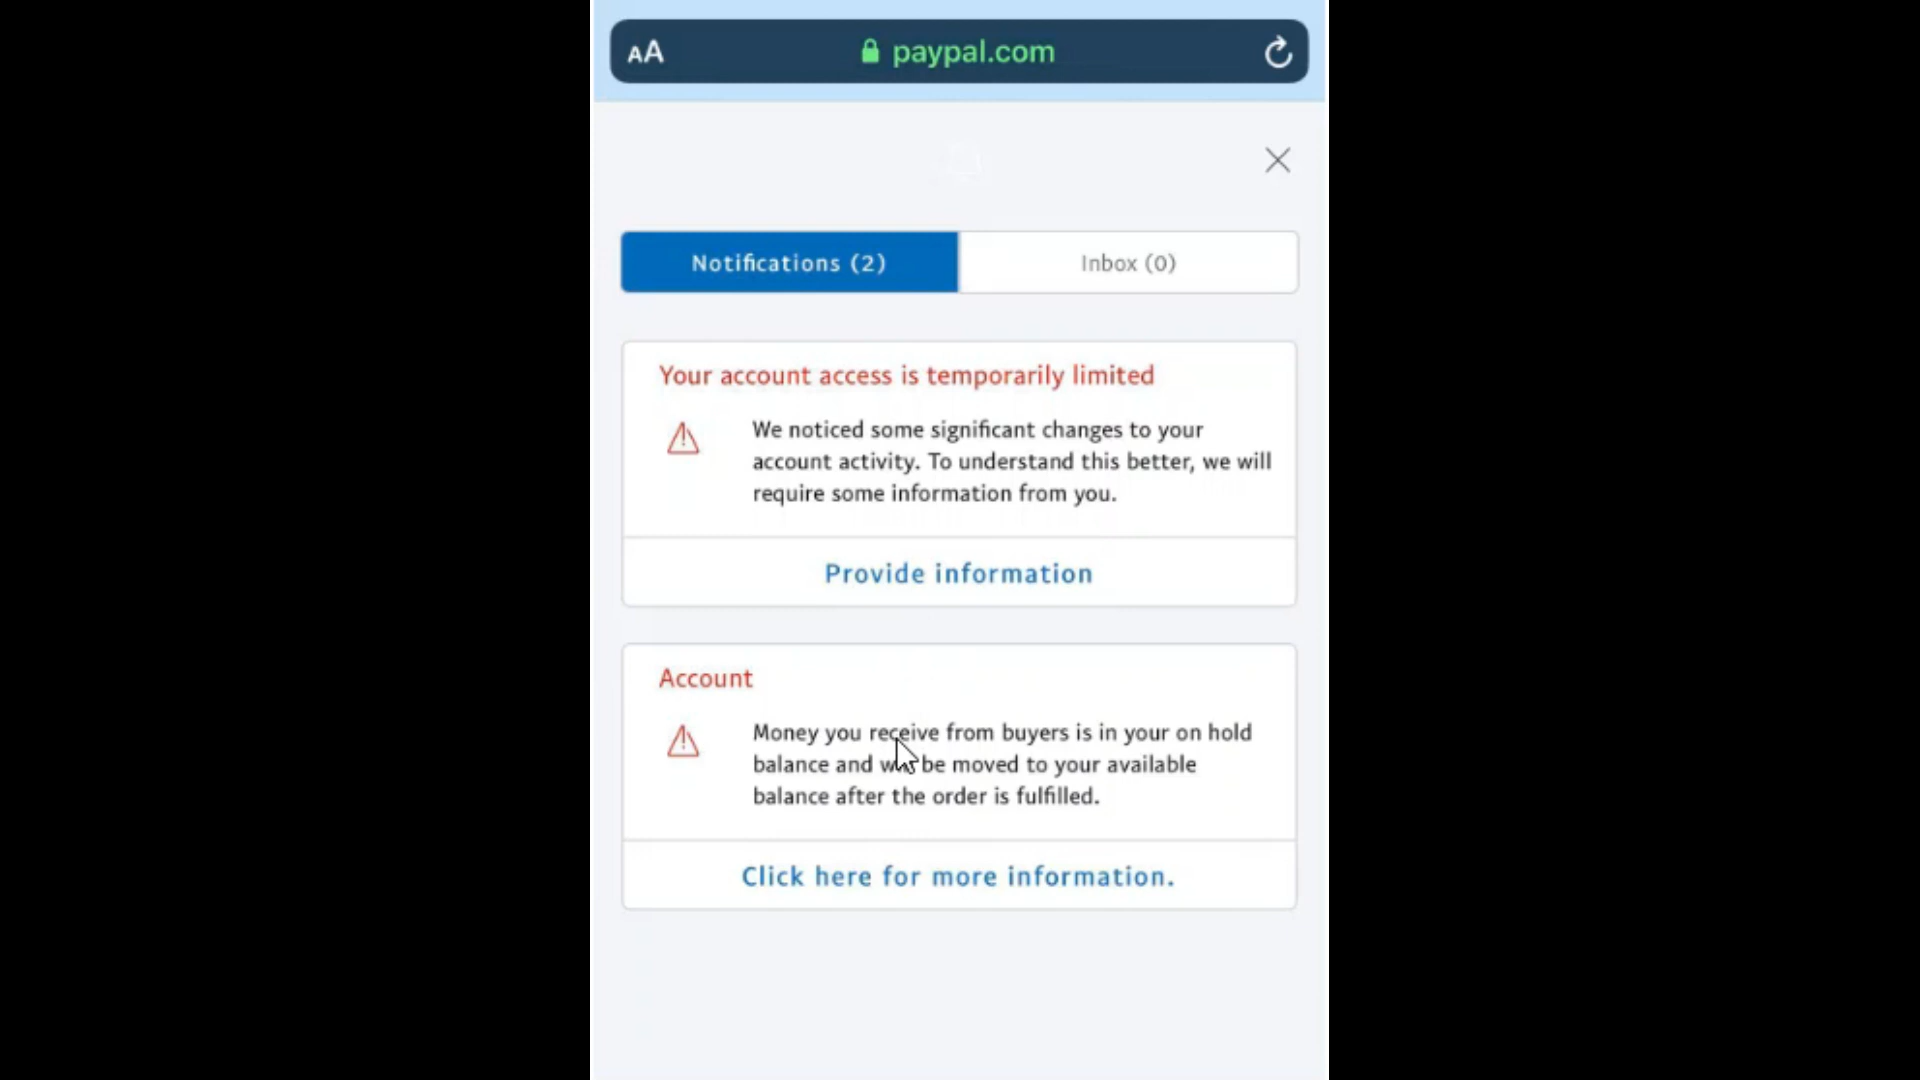 AA paypal.com
Notifications (2) Inbox (0)
Your account access is temporarily limited
We noticed some significant changes to your
account activity. To understand this better, we will
require some information from you.
Provide information
Account
Money you receive from buyers is in your on hold
balance and will be moved to your available
balance after the order is fulfilled.
Click here for more information.